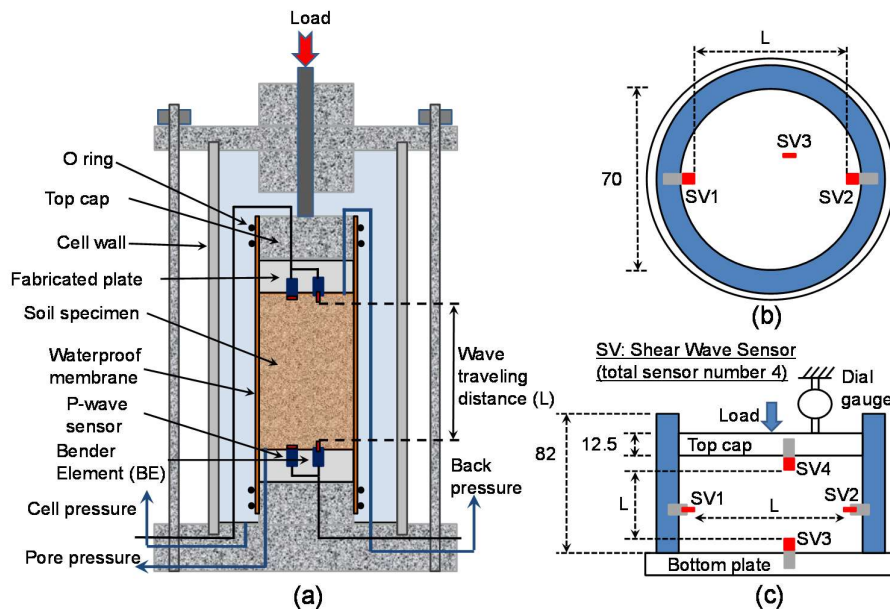 Load
O ring
Top cap
Cell wall
Fabricated plate
Soil specimen
Waterproof
membrane
P-wave
sensor
Bender
Element (BE)
Cell pressure
Pore pressure
Wave
traveling
distance (L)
Back
pressure
(a)
L
70
SV3
SV1
SV2
(b)
SV: Shear Wave Sensor
(total sensor number 4)
Dial
gauge
Load
82
12.5
Top cap
SV4
L
SV1
SV2
L
SV3
Bottom plate
(c)